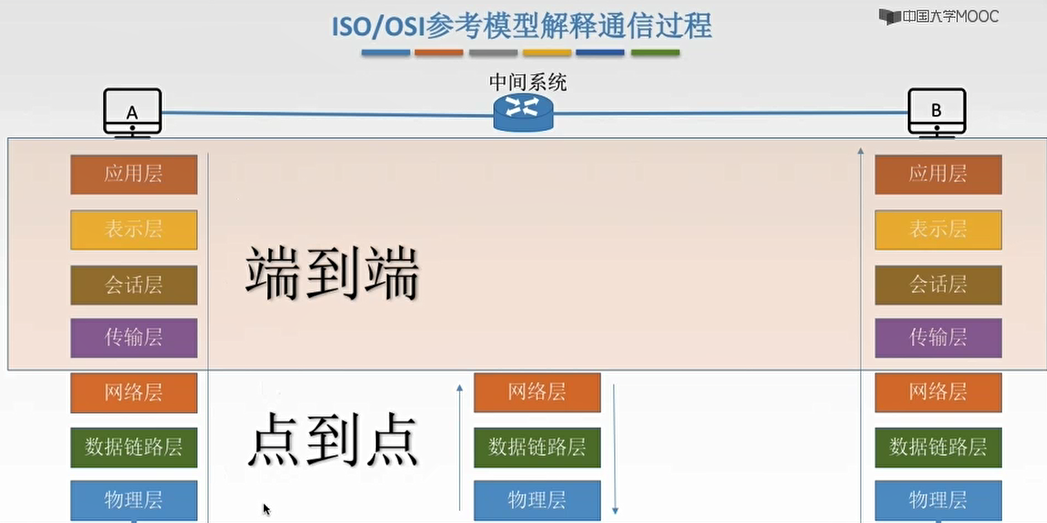 中国大学MOOC
ISO/OSI参考模型解释通信过程
中间系统
A
B
应用层
应用层
表示层
表示层
端到端
会话层
会话层
传输层
传输层
网络层
网络层
网络层
点到点
数据链路层
数据链路层
数据链路层
物理层
物理层
物理层